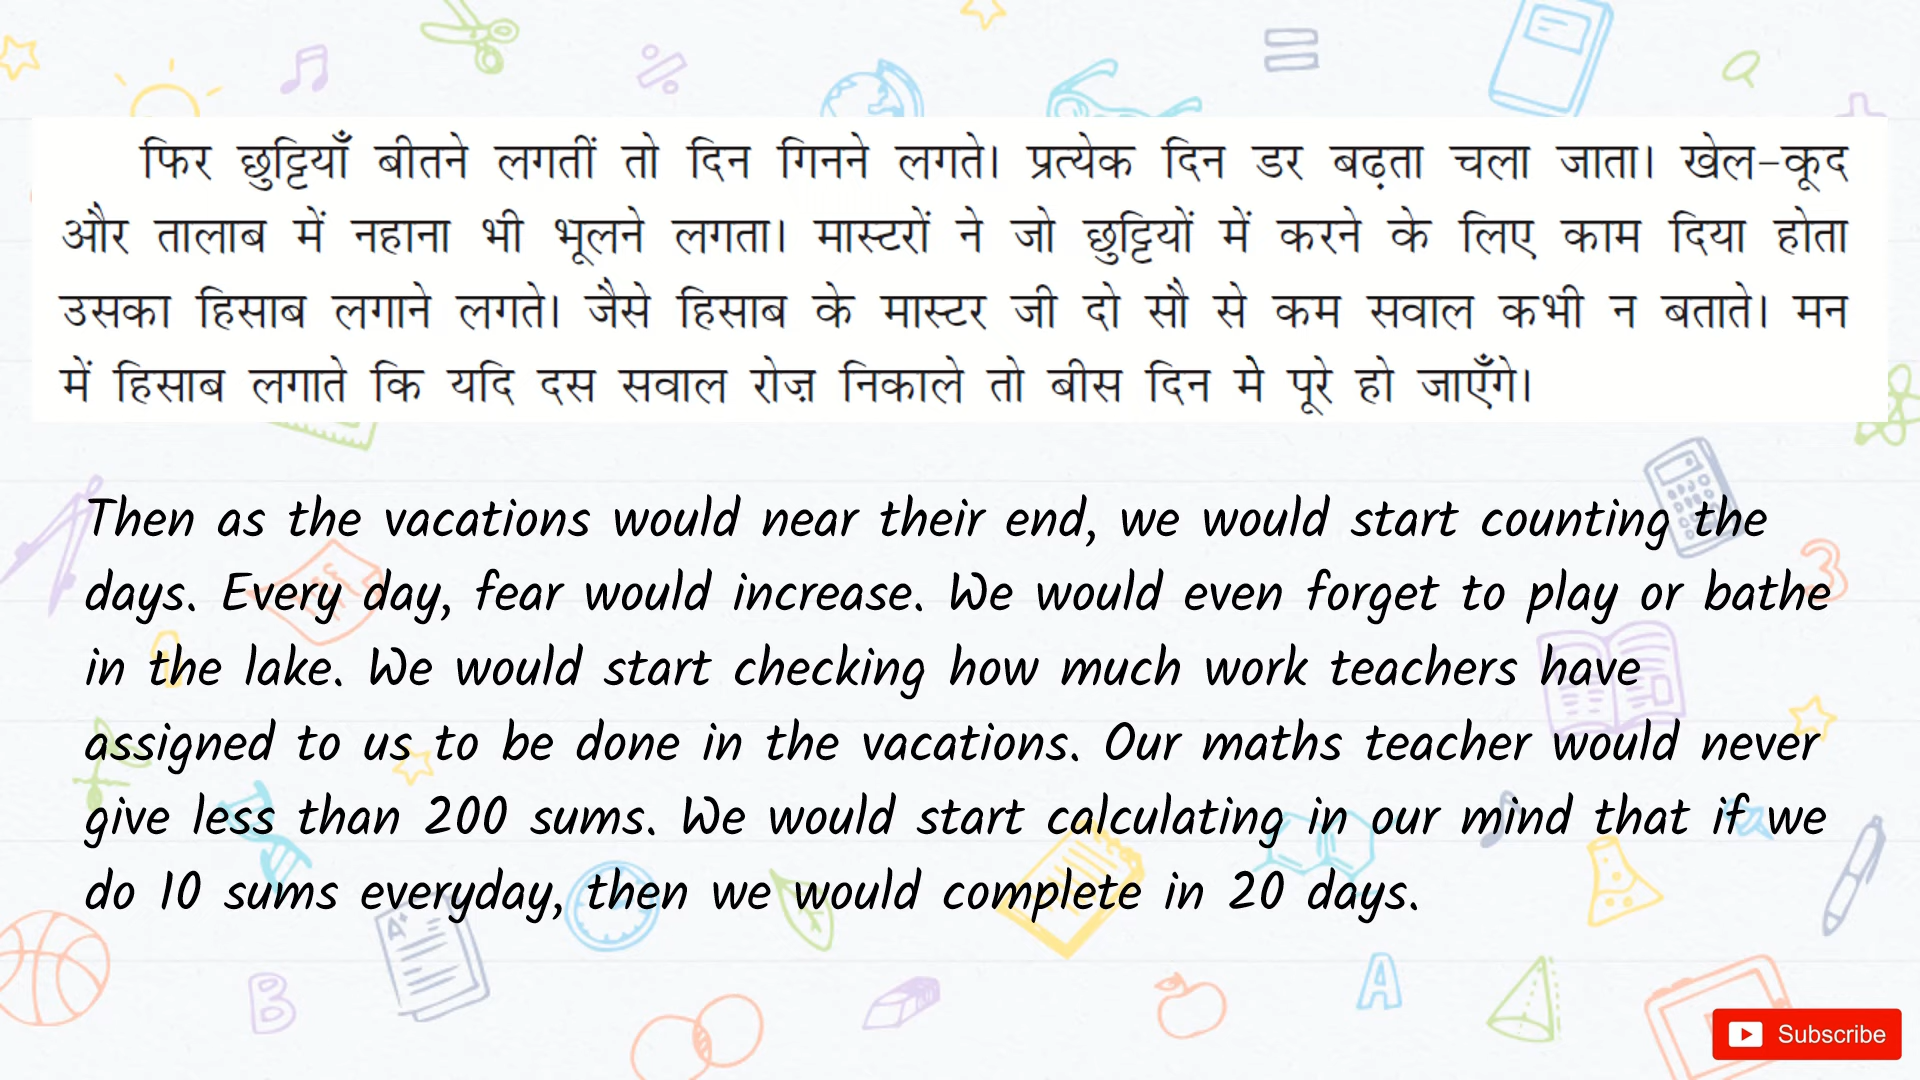 फिर छुट्टियाँ बीतने लगतीं तो दिन गिनने लगते। प्रत्येक दिन डर बढ़ता चला जाता। खेल-कूद
और तालाब में नहाना भी भूलने लगता। मास्टरों ने जो छुट्टियों में करने के लिए काम दिया होता
उसका हिसाब लगाने लगते। जैसे हिसाब के मास्टर जी दो सौ से कम सवाल कभी न बताते। मन
में हिसाब लगाते कि यदि दस सवाल रोज़ निकाले तो बीस दिन मे पूरे हो जाएँगे।
Then as the vacations would near their end, we would start counting the
days. Every day, fear would increase. We would even forget to play or bathe
in the lake. We would start checking how much work teachers have
assigned to us to be done in the vacations. Our maths teacher would never
give less than 200 sums. We would start calculating in our mind that if we
do 10 sums everyday, then we would complete in 20 days.
Subscribe